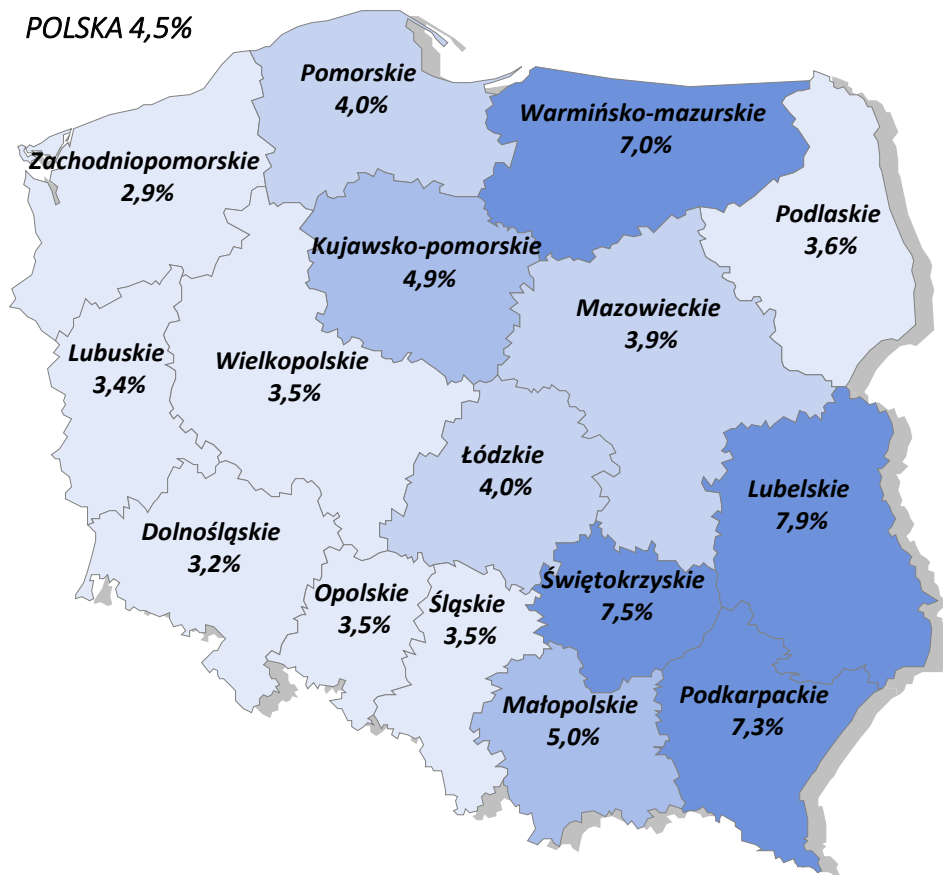 POLSKA 4,5%
Pomorskie
4,0%
Warmińsko-mazurskie
7,0%
Zachodniopomorskie
2,9%
Podlaskie
3,6%
Kujawsko-pomorskie
4,9%
Mazowieckie
3,9%
Lubuskie
3,4%
Wielkopolskie
3,5%
Łódzkie
4,0%
Lubelskie
7,9%
Dolnośląskie
3,2%
Opolskie
3,5%
Śląskie
3,5%
Świętokrzyskie
7,5%
Małopolskie
5,0%
Podkarpackie
7,3%